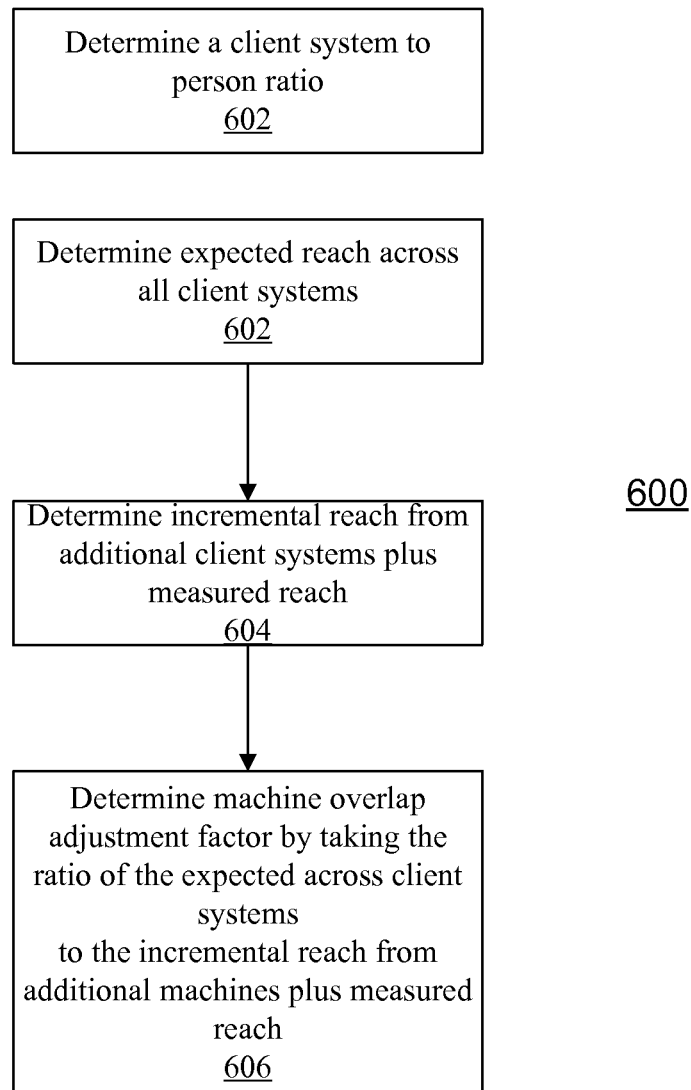 Determine a client system to
person ratio
602
Determine expected reach across
all client systems
602
600
Determine incremental reach from
additional client systems plus
measured reach
604
Determine machine overlap
adjustment factor by taking the
ratio of the expected across client
systems
to the incremental reach from
additional machines plus measured
reach
606